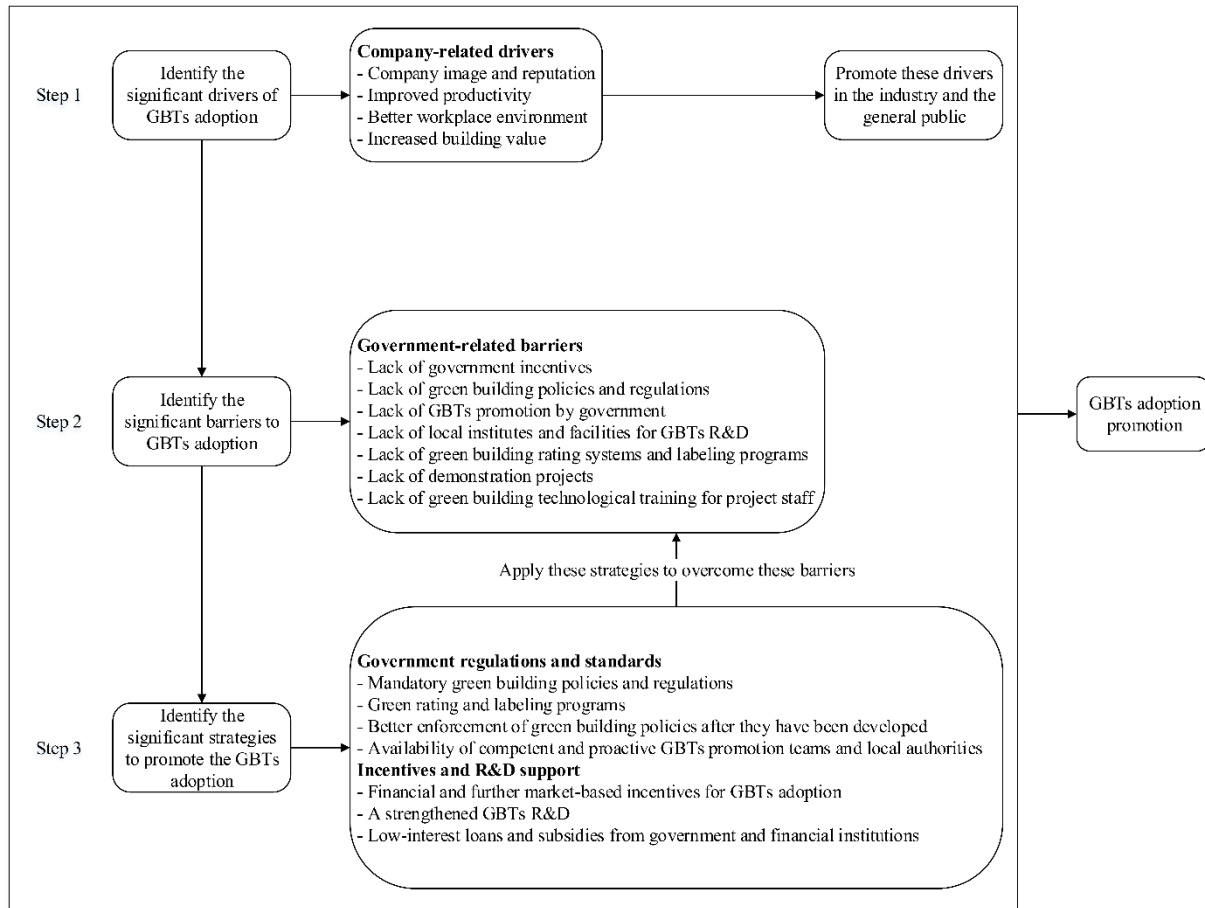 Step 1
Identify the
significant drivers of
GBTs adoption
Company-related drivers
- Company image and reputation
- Improved productivity
- Better workplace environment
- Increased building value
Promote these drivers
in the industry and the
general public
Step 2
Identify the
significant barriers to
GBTs adoption
Government-related barriers
- Lack of government incentives
- Lack of green building policies and regulations
- Lack of GBTs promotion by government
- Lack of local institutes and facilities for GBTs R&D
- Lack of green building rating systems and labeling programs
- Lack of demonstration projects
- Lack of green building technological training for project staff
GBTs adoption
promotion
Apply these strategies to overcome these barriers
Step 3
Identify the
significant strategies
to promote the GBTs
adoption
Government regulations and standards
- Mandatory green building policies and regulations
- Green rating and labeling programs
- Better enforcement of green building policies after they have been developed
- Availability of competent and proactive GBTs promotion teams and local authorities
Incentives and R&D support
- Financial and further market-based incentives for GBTs adoption
- A strengthened GBTs R&D
- Low-interest loans and subsidies from government and financial institutions